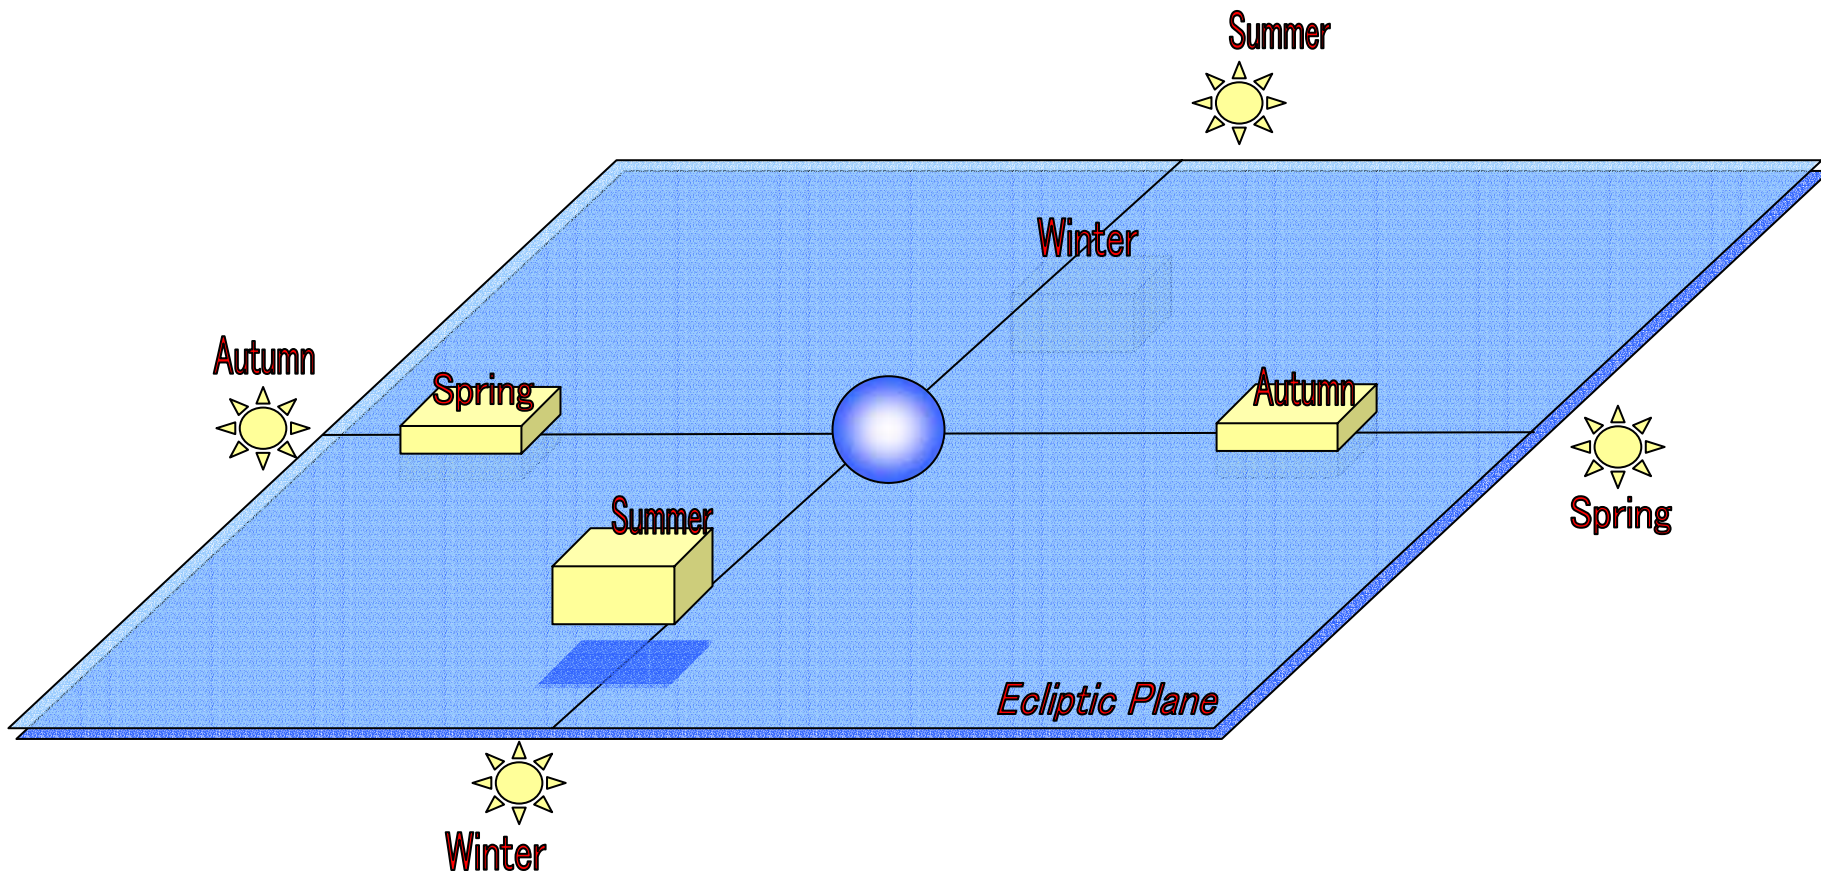 Summer
Winter
Autumn
Spring
Autumn
Summer
Spring
Ecliptic Plane
Winter